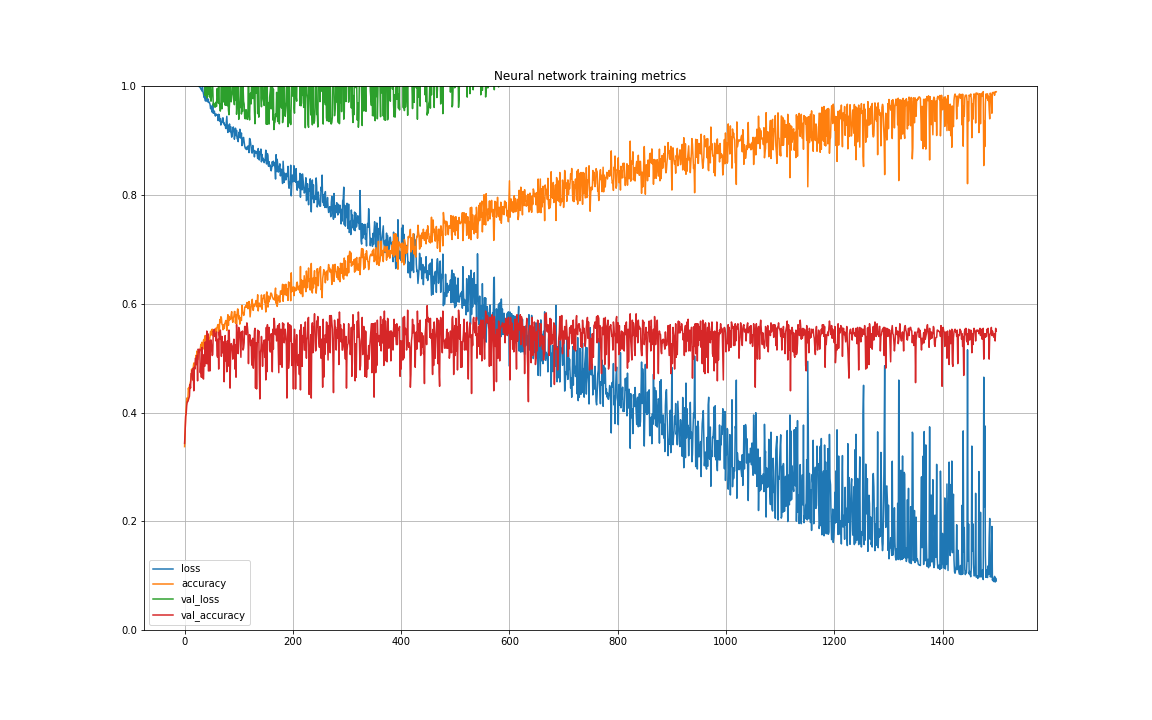 Neural network training metrics
1.0
0.8
0.6
0.4
0.2
0.0
loss
accuracy
val_loss
val_accuracy
0 200 400 600 800 1000 1200 1400